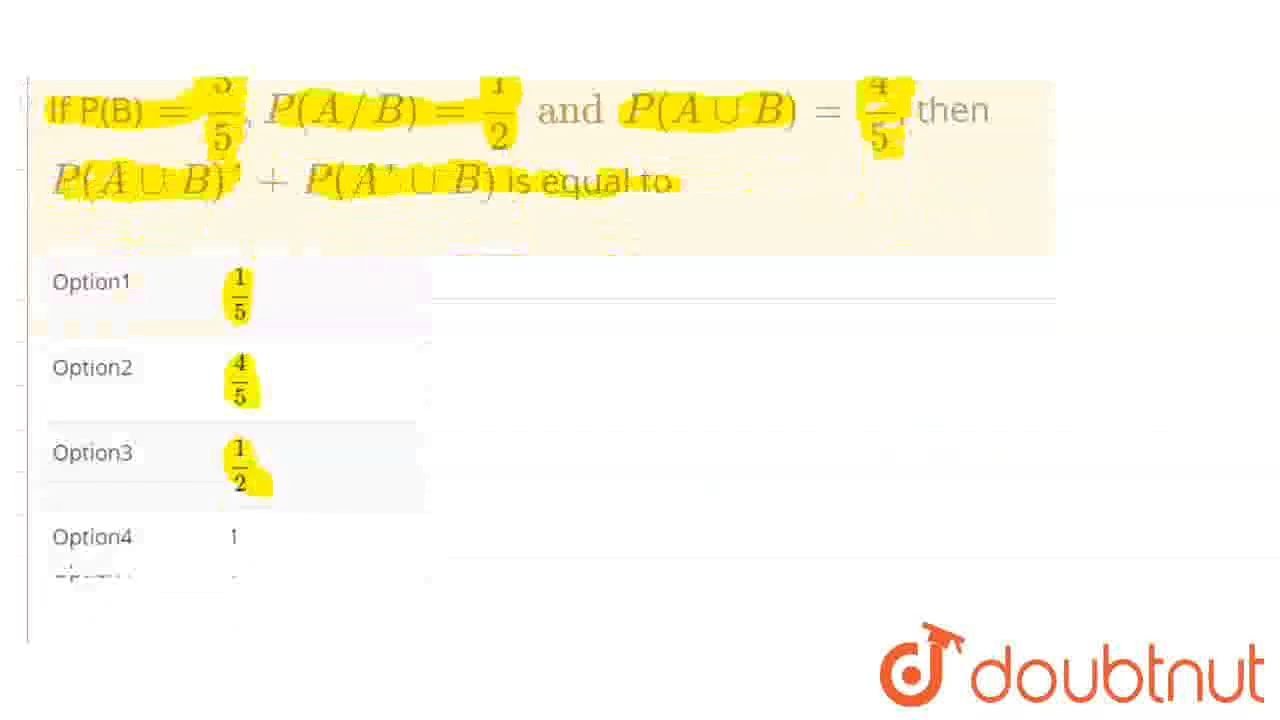 If P(B) = 3/5, P(A/B) = 1/2 and P(A ∪ B) = 4/5, then
P(A ∪ B)' + P(A' ∪ B) is equal to
Option1 1/5
Option2 4/5
Option3 1/2
Option4 1
doubtnut